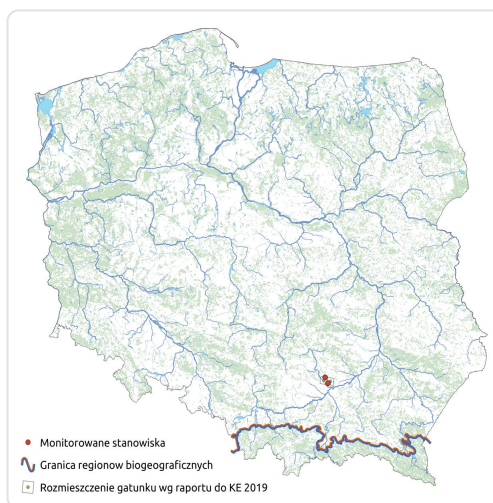 Monitorowane stanowiska
Granica regionow biogeograficznych
Rozmieszczenie gatunku wg raportu do KE 2019